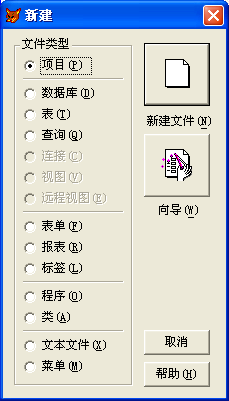 新建
文件类型
项目(P)
数据库(D)
表(T)
查询(Q)
连接(C)
视图(V)
远程视图(E)
表单(F)
报表(R)
标签(L)
程序(O)
类(A)
文本文件(X)
菜单(M)
新建文件(N)
向导(W)
取消
帮助(H)